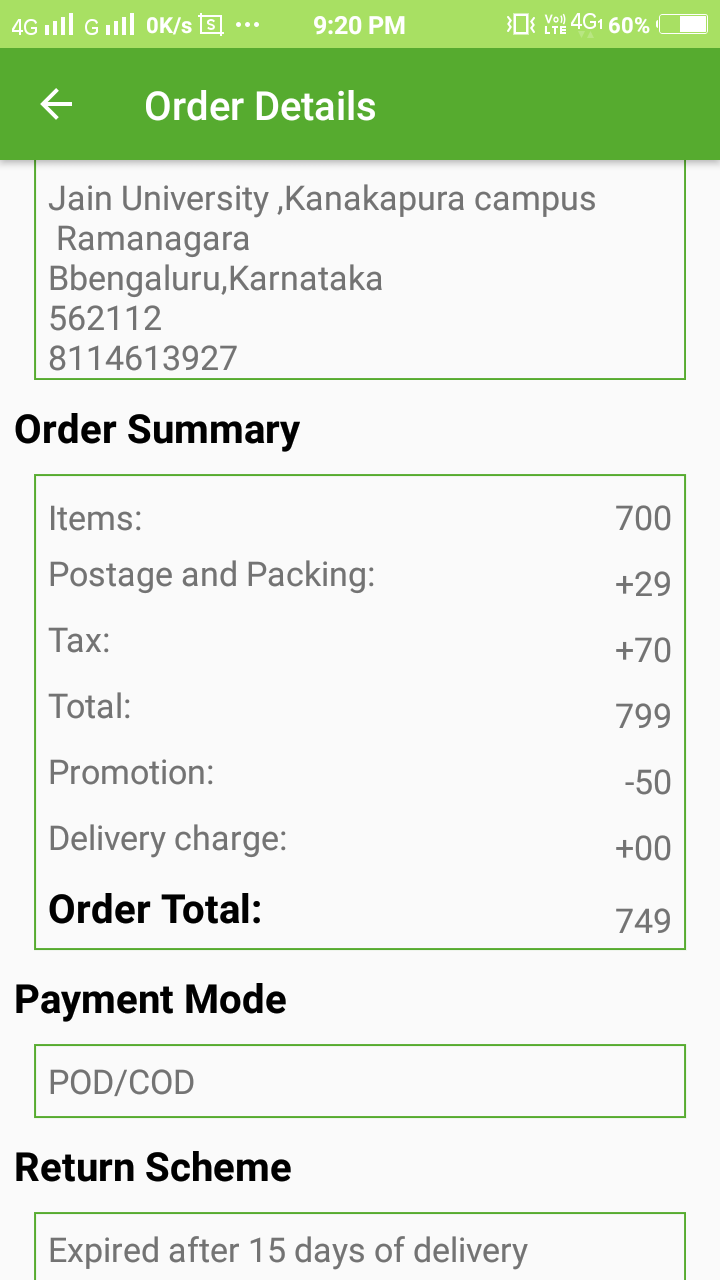 4G G 0K/s S ... 9:20 PM Vo)) LTE 4G1 60%
Order Details
Jain University ,Kanakapura campus
Ramanagara
Bbengaluru,Karnataka
562112
8114613927
Order Summary
Items: 700
Postage and Packing: +29
Tax: +70
Total: 799
Promotion: -50
Delivery charge: +00
Order Total: 749
Payment Mode
POD/COD
Return Scheme
Expired after 15 days of delivery